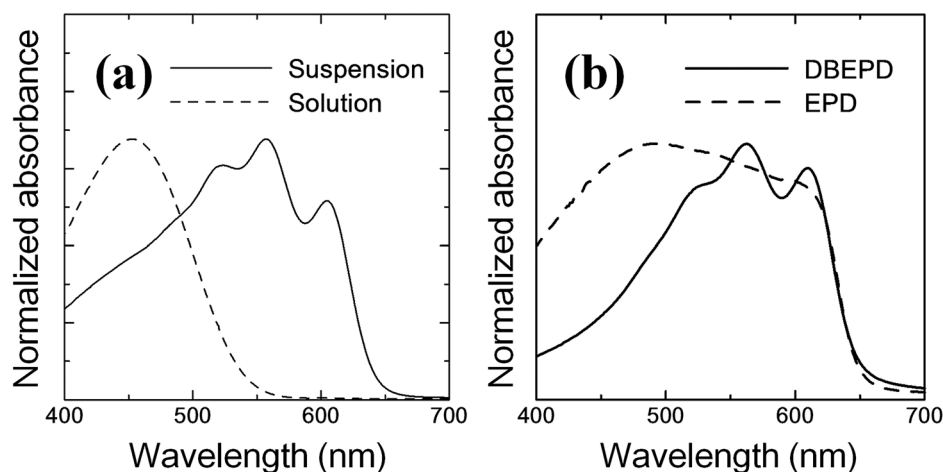 Normalized absorbance
(a)
Suspension
Solution
400 500 600 700
Wavelength (nm)
Normalized absorbance
(b)
DBEPD
EPD
400 500 600 700
Wavelength (nm)